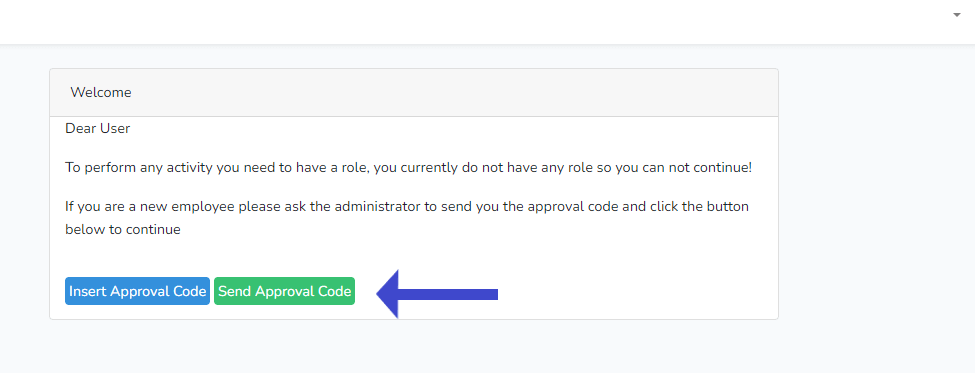 Welcome
Dear User
To perform any activity you need to have a role, you currently do not have any role so you can not continue!
If you are a new employee please ask the administrator to send you the approval code and click the button
below to continue
Insert Approval Code Send Approval Code